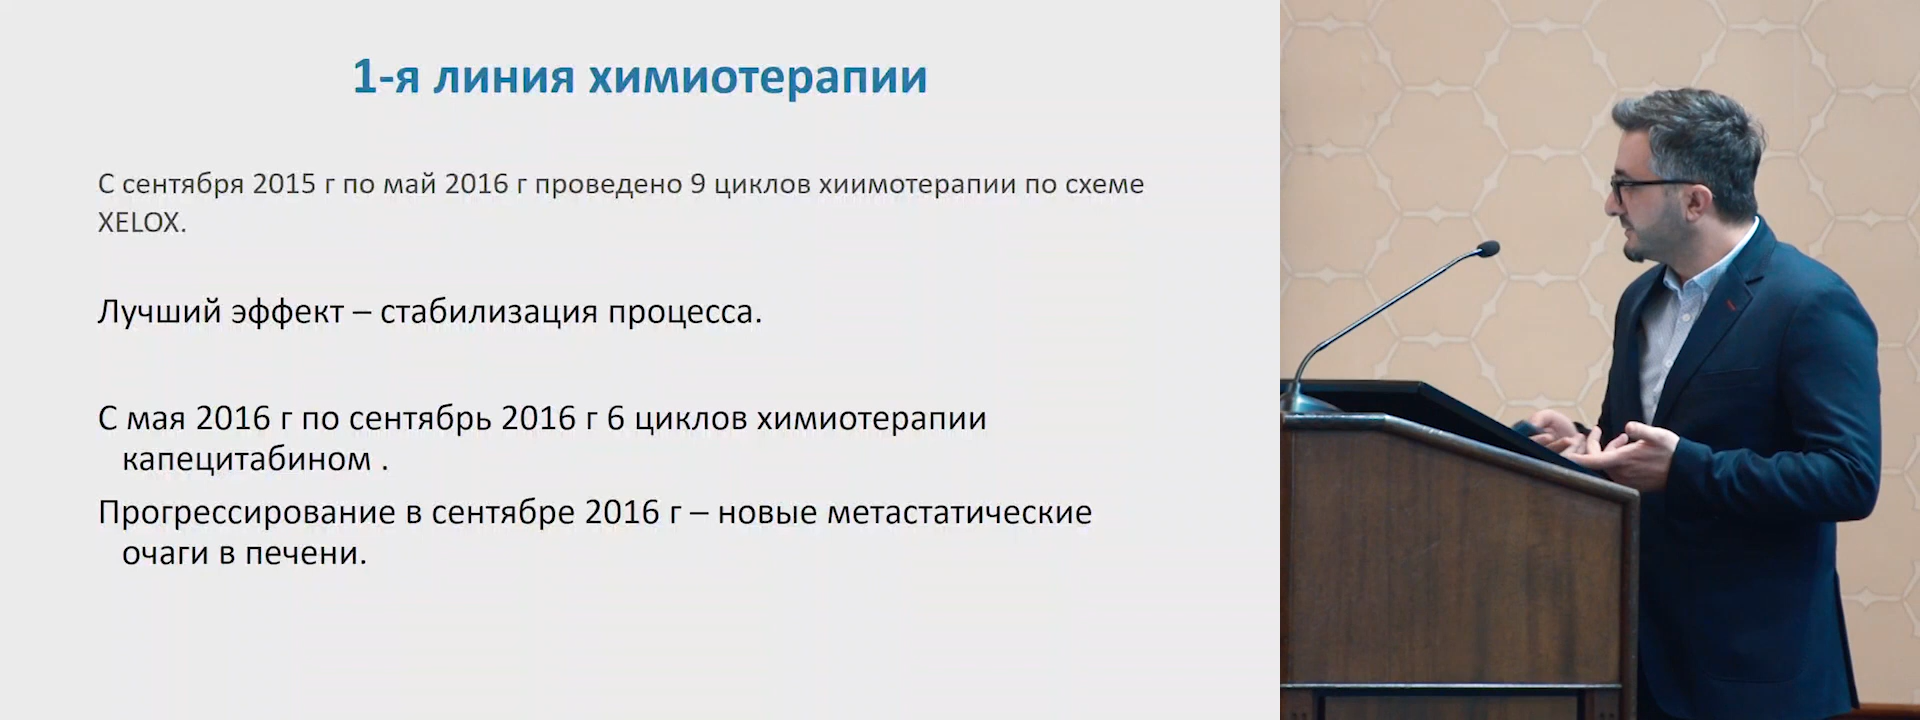 1-я линия химиотерапии
С сентября 2015 г по май 2016 г проведено 9 циклов хиимотерапии по схеме
XELOX.
Лучший эффект – стабилизация процесса.
С мая 2016 г по сентябрь 2016 г 6 циклов химиотерапии
капецитабином .
Прогрессирование в сентябре 2016 г – новые метастатические
очаги в печени.